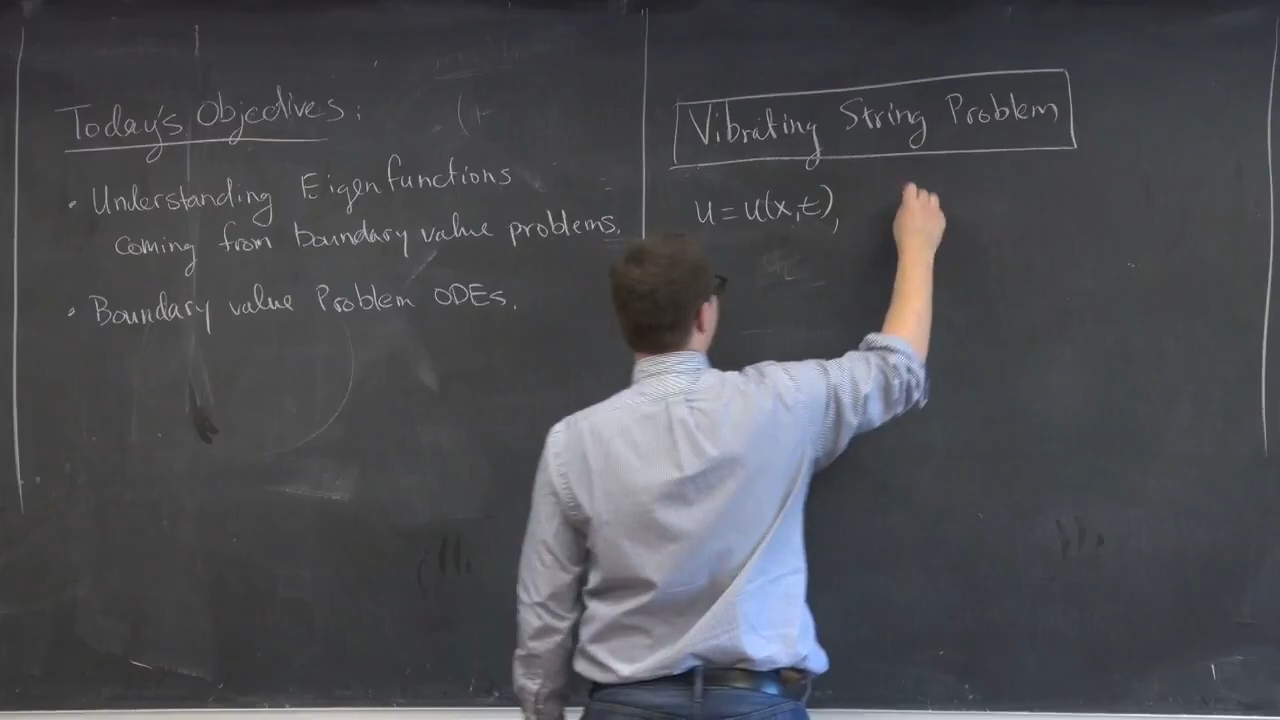 Today's Objectives:
• Understanding Eigenfunctions
coming from boundary value problems.
• Boundary value Problem ODEs.
Vibrating String Problem
u = u(x,t),